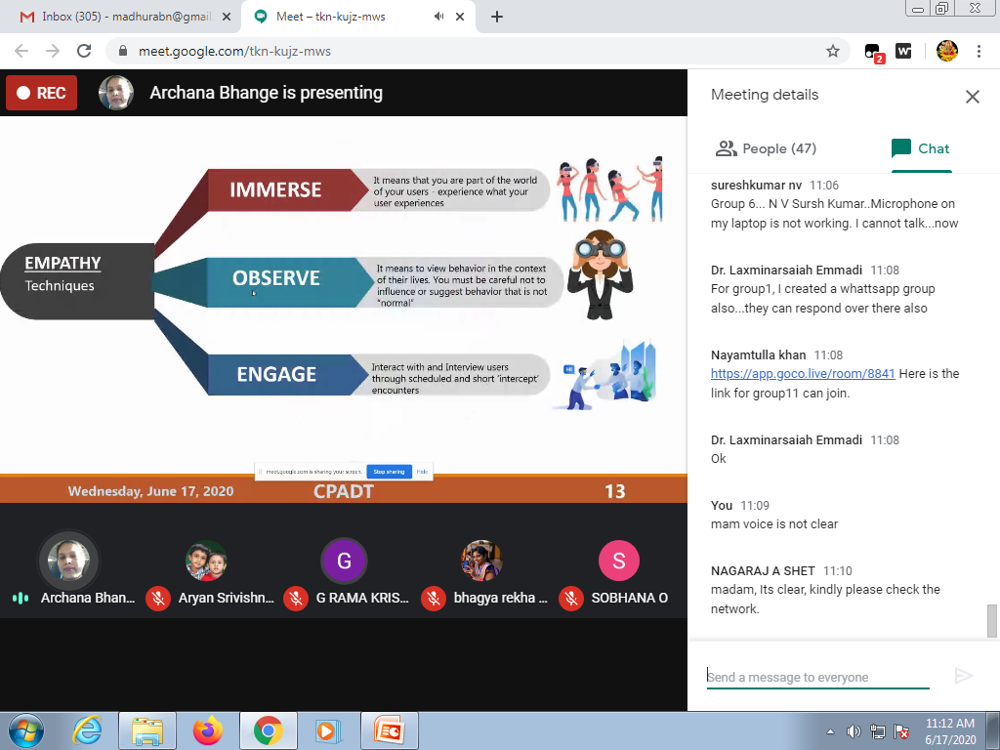 Inbox (305) - madhurabn@gmail
Meet – tkn-kujz-mws
meet.google.com/tkn-kujz-mws
2
W
REC
Archana Bhange is presenting
Meeting details
People (47)
Chat
EMPATHY
Techniques
IMMERSE
It means that you are part of the world
of your users - experience what your
user experiences
OBSERVE
It means to view behavior in the context
of their lives. You must be careful not to
influence or suggest behavior that is not
"normal"
ENGAGE
Interact with and Interview users
through scheduled and short 'intercept'
encounters
HI
meet.google.com is sharing your screen.
Stop sharing
Hide
Wednesday, June 17, 2020
CPADT
13
G
S
Archana Bhan...
Aryan Srivishn...
G RAMA KRIS...
bhagya rekha ...
SOBHANA O
sureshkumar nv 11:06
Group 6... N V Sursh Kumar..Microphone on
my laptop is not working. I cannot talk...now
Dr. Laxminarsaiah Emmadi 11:08
For group1, I created a whattsapp group
also...they can respond over there also
Nayamtulla khan 11:08
https://app.goco.live/room/8841 Here is the
link for group11 can join.
Dr. Laxminarsaiah Emmadi 11:08
Ok
You 11:09
mam voice is not clear
NAGARAJ A SHET 11:10
madam, Its clear, kindly please check the
network.
Send a message to everyone
11:12 AM
6/17/2020